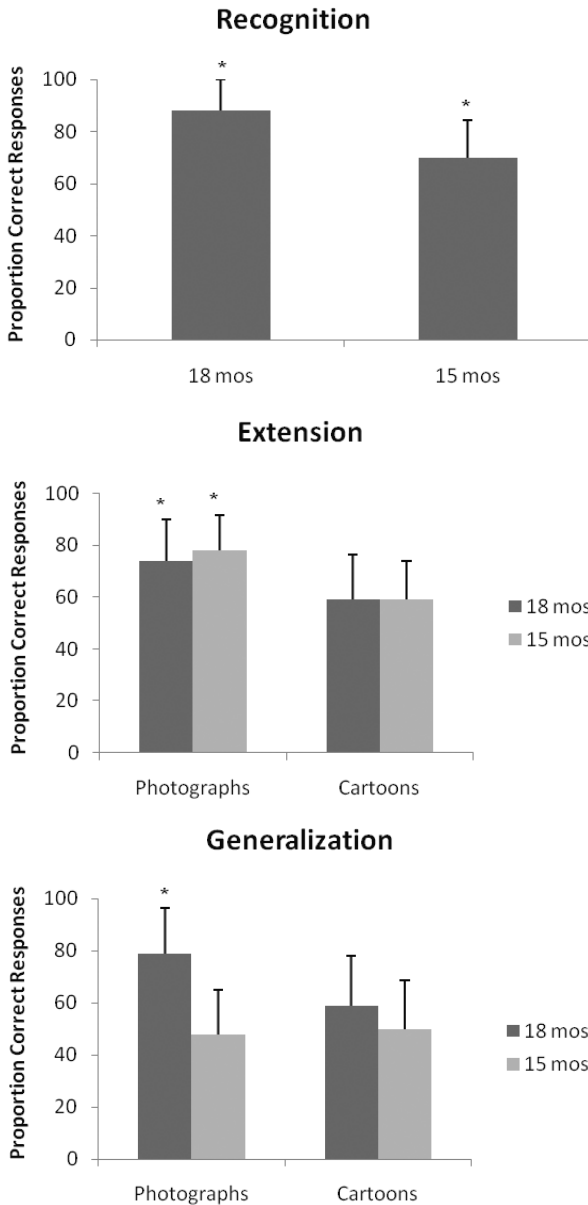 Recognition
Proportion Correct Responses
100
80
60
40
20
0
*
*
18 mos
15 mos
Extension
Proportion Correct Responses
100
80
60
40
20
0
*
*
Photographs
Cartoons
18 mos
15 mos
Generalization
Proportion Correct Responses
100
80
60
40
20
0
*
Photographs
Cartoons
18 mos
15 mos